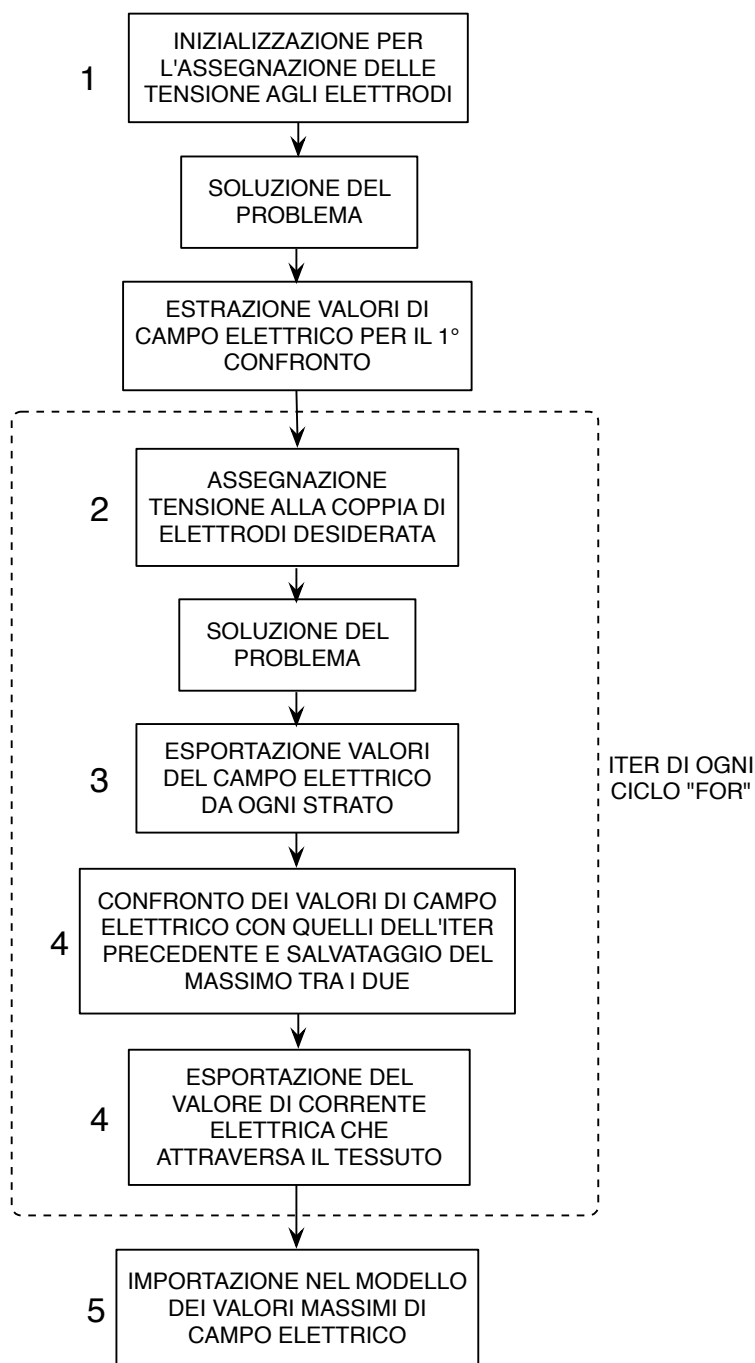 1
INIZIALIZZAZIONE PER
L'ASSEGNAZIONE DELLE
TENSIONE AGLI ELETTRODI
SOLUZIONE DEL
PROBLEMA
ESTRAZIONE VALORI DI
CAMPO ELETTRICO PER IL 1°
CONFRONTO
2
ASSEGNAZIONE
TENSIONE ALLA COPPIA DI
ELETTRODI DESIDERATA
SOLUZIONE DEL
PROBLEMA
3
ESPORTAZIONE VALORI
DEL CAMPO ELETTRICO
DA OGNI STRATO
ITER DI OGNI
CICLO "FOR"
4
CONFRONTO DEI VALORI DI CAMPO
ELETTRICO CON QUELLI DELL'ITER
PRECEDENTE E SALVATAGGIO DEL
MASSIMO TRA I DUE
4
ESPORTAZIONE DEL
VALORE DI CORRENTE
ELETTRICA CHE
ATTRAVERSA IL TESSUTO
5
IMPORTAZIONE NEL MODELLO
DEI VALORI MASSIMI DI
CAMPO ELETTRICO